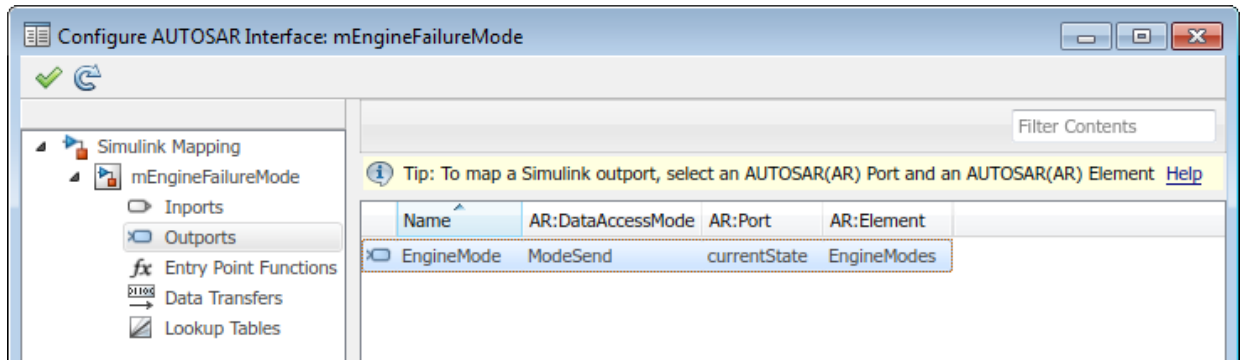 Configure AUTOSAR Interface: mEngineFailureMode
Filter Contents
Simulink Mapping
mEngineFailureMode
Inports
Outports
fx Entry Point Functions
Data Transfers
Lookup Tables
Tip: To map a Simulink outport, select an AUTOSAR(AR) Port and an AUTOSAR(AR) Element Help
Name AR:DataAccessMode AR:Port AR:Element
EngineMode ModeSend currentState EngineModes